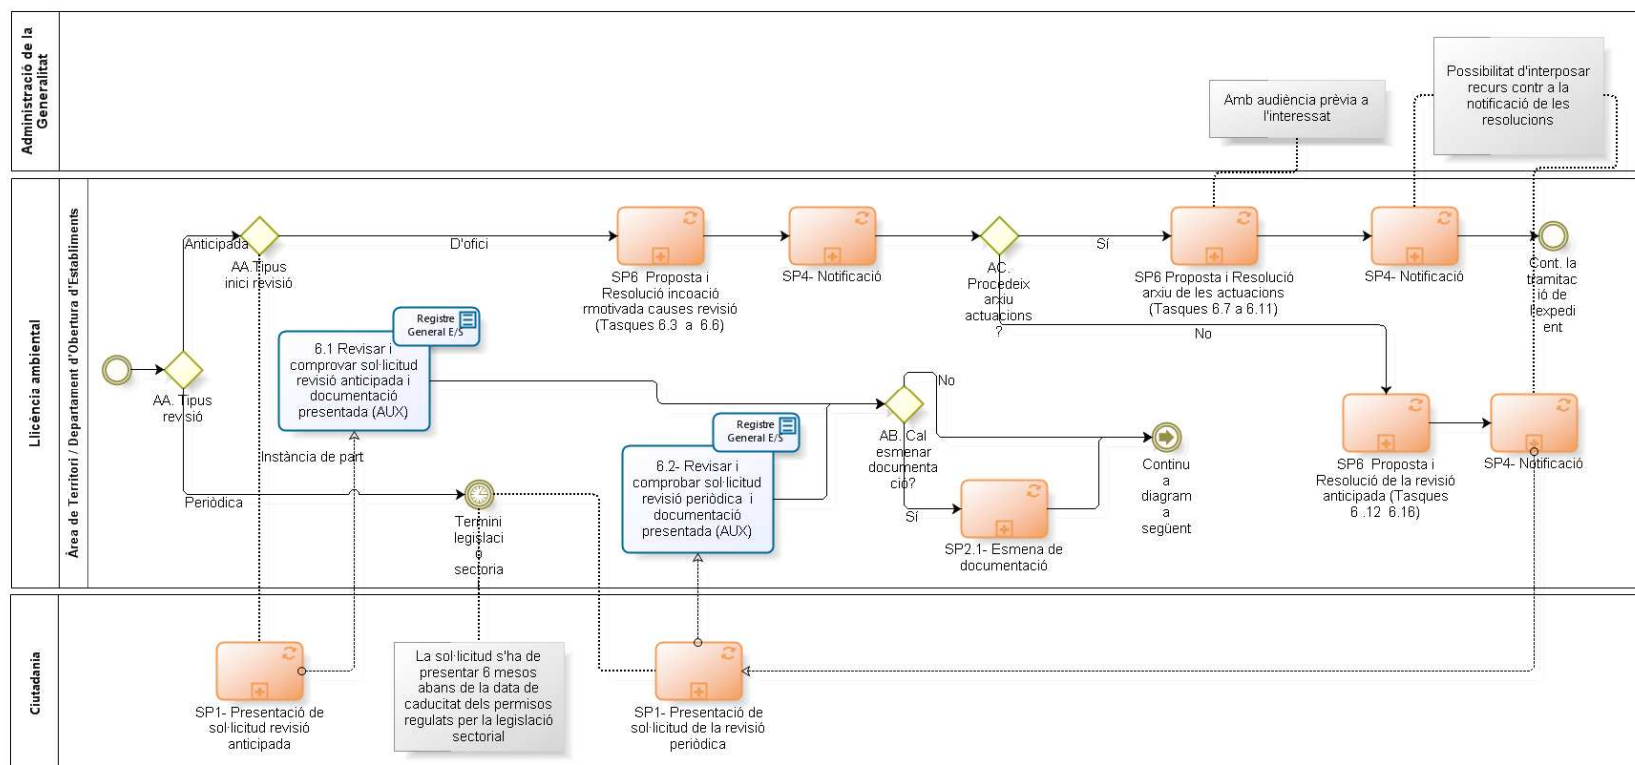 Administració de la
Generalitat
Amb audiència prèvia a
l'interessat
Possibilitat d'interposar
recurs contr a la
notificació de les
resolucions
Llicència ambiental
Àrea de Territori / Departament d'Obertura d'Establiments
Anticipada
AA.Tipus
inici revisió
D'ofici
SP6 Proposta i
Resolució incoació
rmotivada causes revisió
(Tasques 6.3 a 6.6)
SP4- Notificació
AC.
Procedeix
arxiu
actuacions
?
Sí
No
SP6 Proposta i Resolució
arxiu de les actuacions
(Tasques 6.7 a 6.11)
SP4- Notificació
Cont. la
tramitac
ió de
l'expedi
ent
AA. Tipus
revisió
Registre
General E/S
6.1 Revisar i
comprovar sol·licitud
revisió anticipada i
documentació
presentada (AUX)
Instància de part
Periòdica
Termini
legislaci
ó
sectoria
Registre
General E/S
6.2- Revisar i
comprobar sol·licitud
revisió periòdica i
documentació
presentada (AUX)
No
AB. Cal
esmenar
documenta
ció?
Sí
SP2.1- Esmena de
documentació
Continu
a
diagram
a
següent
SP6 Proposta i
Resolució de la revisió
anticipada (Tasques
6 .12 6.16)
SP4- Notificació
Ciutadania
SP1- Presentació de
sol·licitud revisió
anticipada
La sol·licitud s'ha de
presentar 6 mesos
abans de la data de
caducitat dels permisos
regulats per la legislació
sectorial
SP1- Presentació de
sol·licitud de la revisió
periòdica